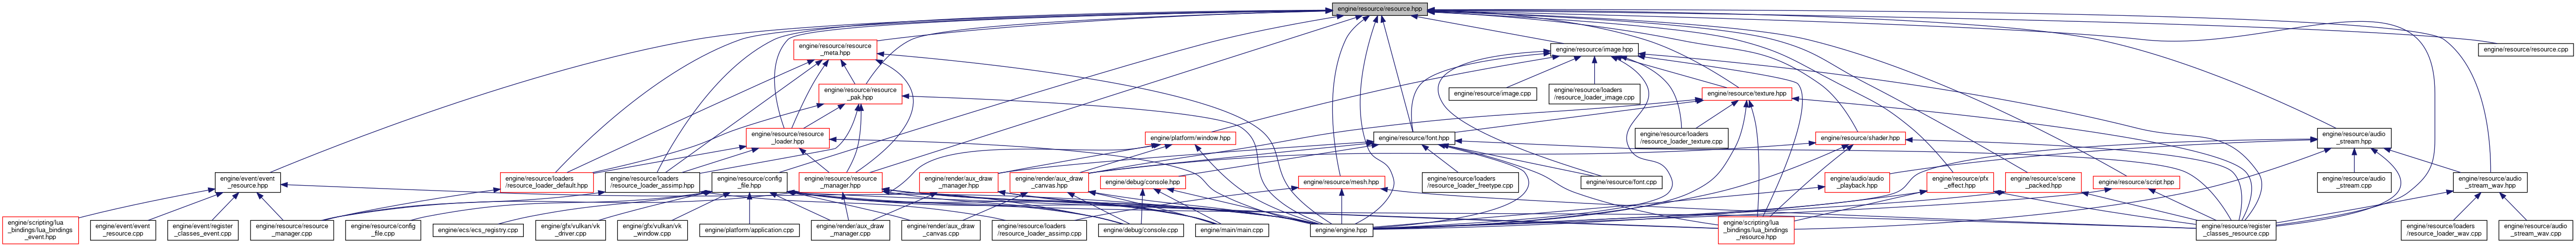 engine/resource/resource.hpp
engine/resource/resource
_meta.hpp
engine/resource/image.hpp
engine/resource/resource.cpp
engine/resource/resource
_pak.hpp
engine/resource/image.cpp
engine/resource/loaders
/resource_loader_image.cpp
engine/resource/texture.hpp
engine/resource/resource
_loader.hpp
engine/platform/window.hpp
engine/resource/font.hpp
engine/resource/loaders
/resource_loader_texture.cpp
engine/resource/shader.hpp
engine/resource/audio
_stream.hpp
engine/event/event
_resource.hpp
engine/resource/loaders
/resource_loader_default.hpp
engine/resource/loaders
/resource_loader_assimp.hpp
engine/resource/config
_file.hpp
engine/resource/resource
_manager.hpp
engine/render/aux_draw
_manager.hpp
engine/render/aux_draw
_canvas.hpp
engine/debug/console.hpp
engine/resource/mesh.hpp
engine/resource/loaders
/resource_loader_freetype.cpp
engine/resource/font.cpp
engine/audio/audio
_playback.hpp
engine/resource/pfx
_effect.hpp
engine/resource/scene
_packed.hpp
engine/resource/script.hpp
engine/resource/audio
_stream.cpp
engine/resource/audio
_stream_wav.hpp
engine/scripting/lua
_bindings/lua_bindings
_event.hpp
engine/event/event
_resource.cpp
engine/event/register
_classes_event.cpp
engine/resource/resource
_manager.cpp
engine/resource/config
_file.cpp
engine/ecs/ecs_registry.cpp
engine/gfx/vulkan/vk
_driver.cpp
engine/gfx/vulkan/vk
_window.cpp
engine/platform/application.cpp
engine/render/aux_draw
_manager.cpp
engine/render/aux_draw
_canvas.cpp
engine/resource/loaders
/resource_loader_assimp.cpp
engine/debug/console.cpp
engine/main/main.cpp
engine/engine.hpp
engine/scripting/lua
_bindings/lua_bindings
_resource.hpp
engine/resource/register
_classes_resource.cpp
engine/resource/loaders
/resource_loader_wav.cpp
engine/resource/audio
_stream_wav.cpp